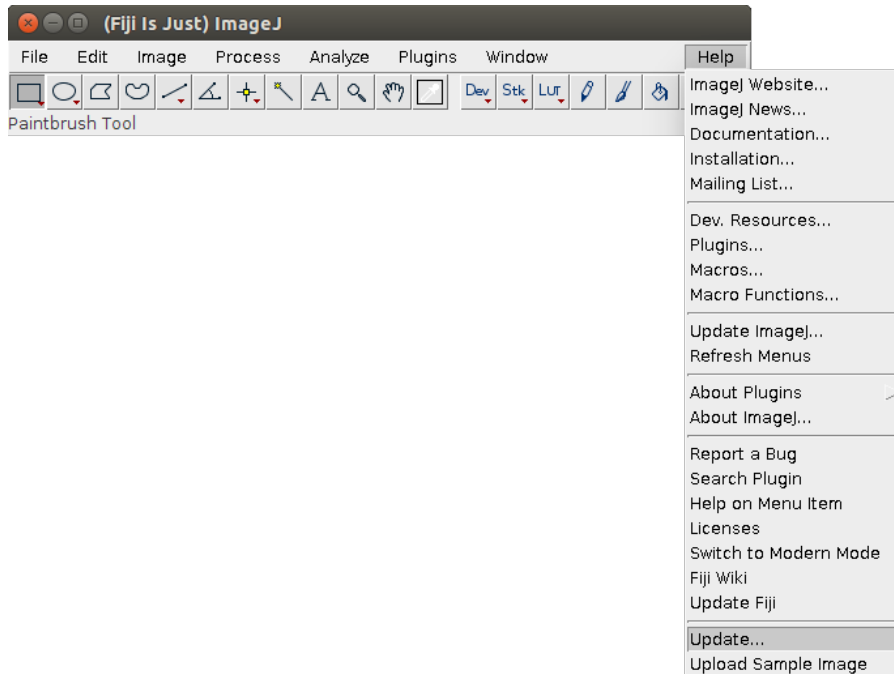 (Fiji Is Just) ImageJ
File Edit Image Process Analyze Plugins Window Help
A Dev Stk LUT
Paintbrush Tool
ImageJ Website...
ImageJ News...
Documentation...
Installation...
Mailing List...
Dev. Resources...
Plugins...
Macros...
Macro Functions...
Update ImageJ...
Refresh Menus
About Plugins
About ImageJ...
Report a Bug
Search Plugin
Help on Menu Item
Licenses
Switch to Modern Mode
Fiji Wiki
Update Fiji
Update...
Upload Sample Image